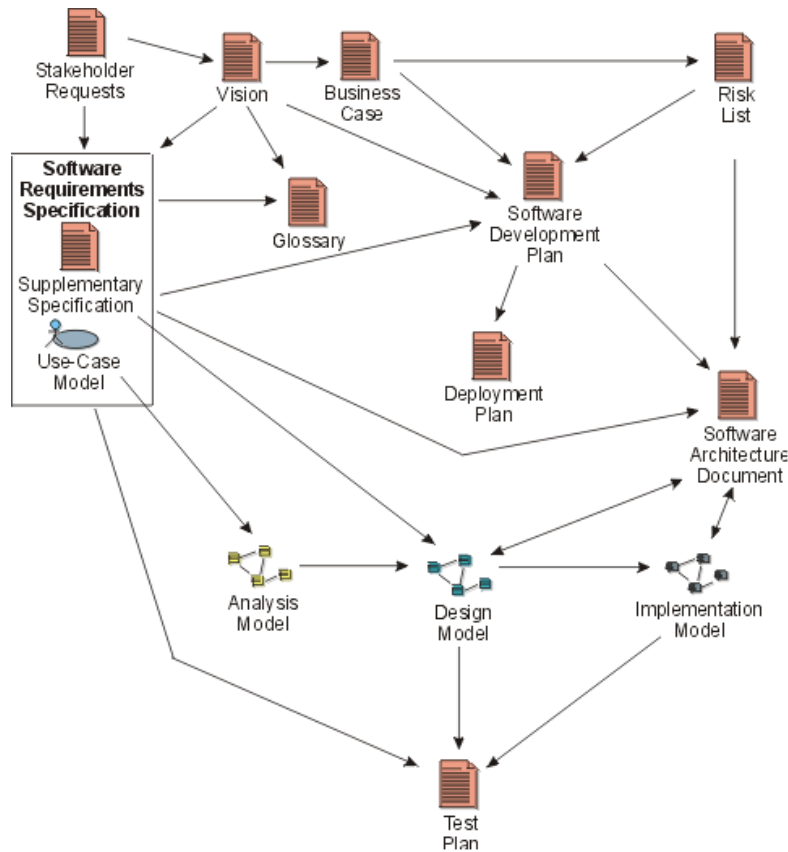 Stakeholder
Requests
Vision
Business
Case
Risk
List
Software
Requirements
Specification
Glossary
Software
Development
Plan
Supplementary
Specification
Use-Case
Model
Deployment
Plan
Software
Architecture
Document
Analysis
Model
Design
Model
Implementation
Model
Test
Plan